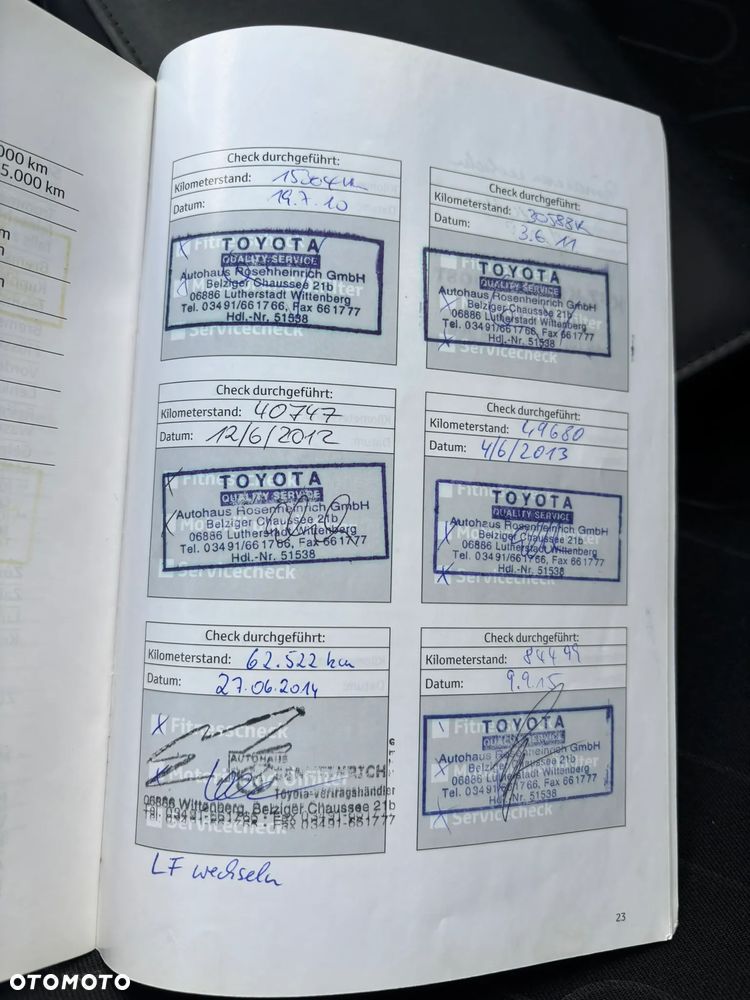 000 km
5.000 km
m
m
Check durchgeführt:
Kilometerstand: 15204 km
Datum: 19.7.10
Fitnesscheck
TOYOTA
QUALITY SERVICE
Autohaus Rosenheinrich GmbH
Belziger Chaussee 21b
06886 Lutherstadt Wittenberg
Tel. 03491/661766, Fax 661777
Hdl.-Nr. 51538
Servicecheck
Check durchgeführt:
Kilometerstand: 30588K
Datum: 3.6.11
TOYOTA
QUALITY SERVICE
Autohaus Rosenheinrich GmbH
Belziger Chaussee 21b
06886 Lutherstadt Wittenberg
Tel. 03491/661766, Fax 661777
Hdl.-Nr. 51538
Servicecheck
Check durchgeführt:
Kilometerstand: 40747
Datum: 12/6/2012
TOYOTA
QUALITY SERVICE
Autohaus Rosenheinrich GmbH
Belziger Chaussee 21b
06886 Lutherstadt Wittenberg
Tel. 03491/661766, Fax 661777
Hdl.-Nr. 51538
Servicecheck
Check durchgeführt:
Kilometerstand: 49680
Datum: 4/6/2013
TOYOTA
QUALITY SERVICE
Autohaus Rosenheinrich GmbH
Belziger Chaussee 21b
06886 Lutherstadt Wittenberg
Tel. 03491/661766, Fax 661777
Hdl.-Nr. 51538
Servicecheck
Check durchgeführt:
Kilometerstand: 62.522 km
Datum: 27.06.2014
Fitnesscheck
AUTOHAUS
Toyota-Vertragshändler
06886 Wittenberg, Belziger Chaussee 21b
Servicecheck
LF wechseln
Check durchgeführt:
Kilometerstand: 84499
Datum: 9.9.15
TOYOTA
QUALITY SERVICE
Autohaus Rosenheinrich GmbH
Belziger Chaussee 21b
06886 Lutherstadt Wittenberg
Tel. 03491/661766, Fax 661777
Hdl.-Nr. 51538
Servicecheck
23
OTOMOTO